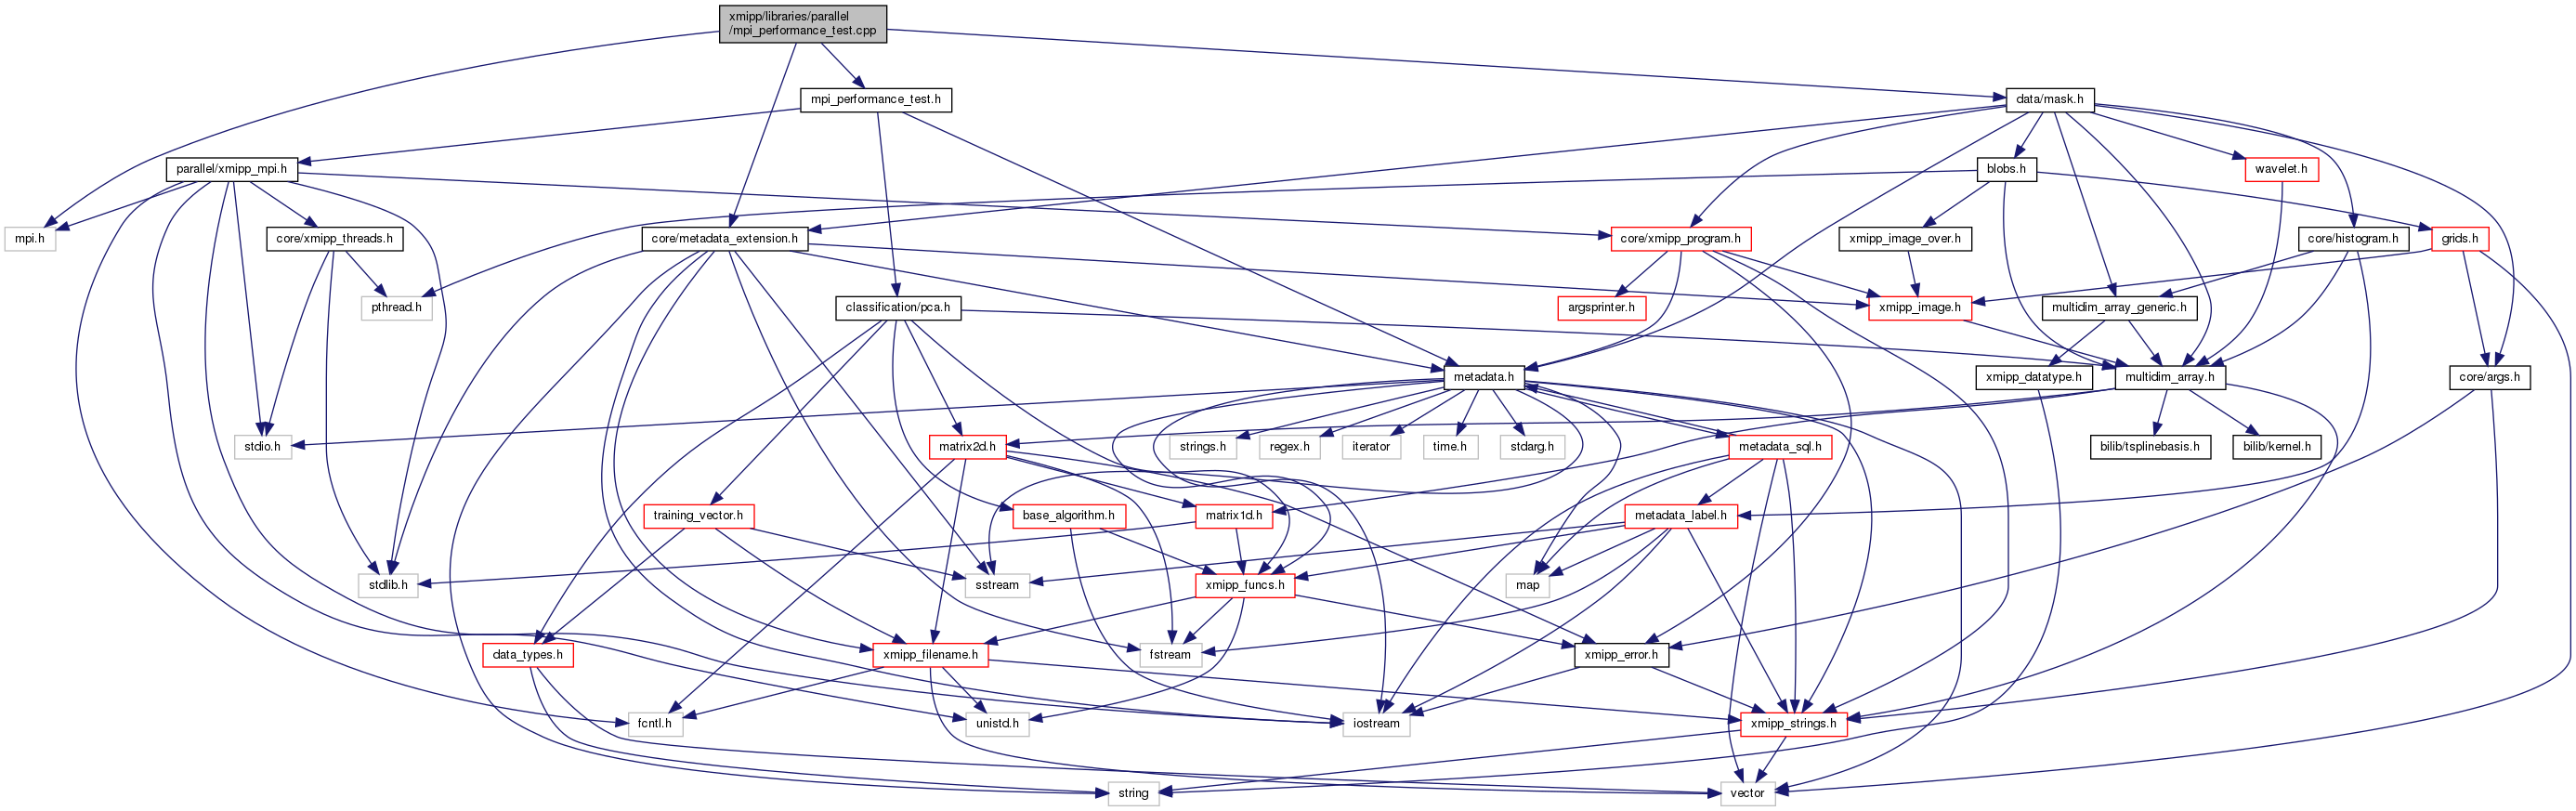 xmipp/libraries/parallel
/mpi_performance_test.cpp
mpi_performance_test.h
data/mask.h
parallel/xmipp_mpi.h
blobs.h
wavelet.h
mpi.h
core/xmipp_threads.h
core/metadata_extension.h
core/xmipp_program.h
xmipp_image_over.h
core/histogram.h
grids.h
pthread.h
classification/pca.h
argsprinter.h
xmipp_image.h
multidim_array_generic.h
metadata.h
xmipp_datatype.h
multidim_array.h
core/args.h
stdio.h
matrix2d.h
strings.h
regex.h
iterator
time.h
stdarg.h
metadata_sql.h
bilib/tsplinebasis.h
bilib/kernel.h
training_vector.h
base_algorithm.h
matrix1d.h
metadata_label.h
stdlib.h
sstream
xmipp_funcs.h
map
data_types.h
xmipp_filename.h
fstream
xmipp_error.h
fcntl.h
unistd.h
iostream
xmipp_strings.h
string
vector